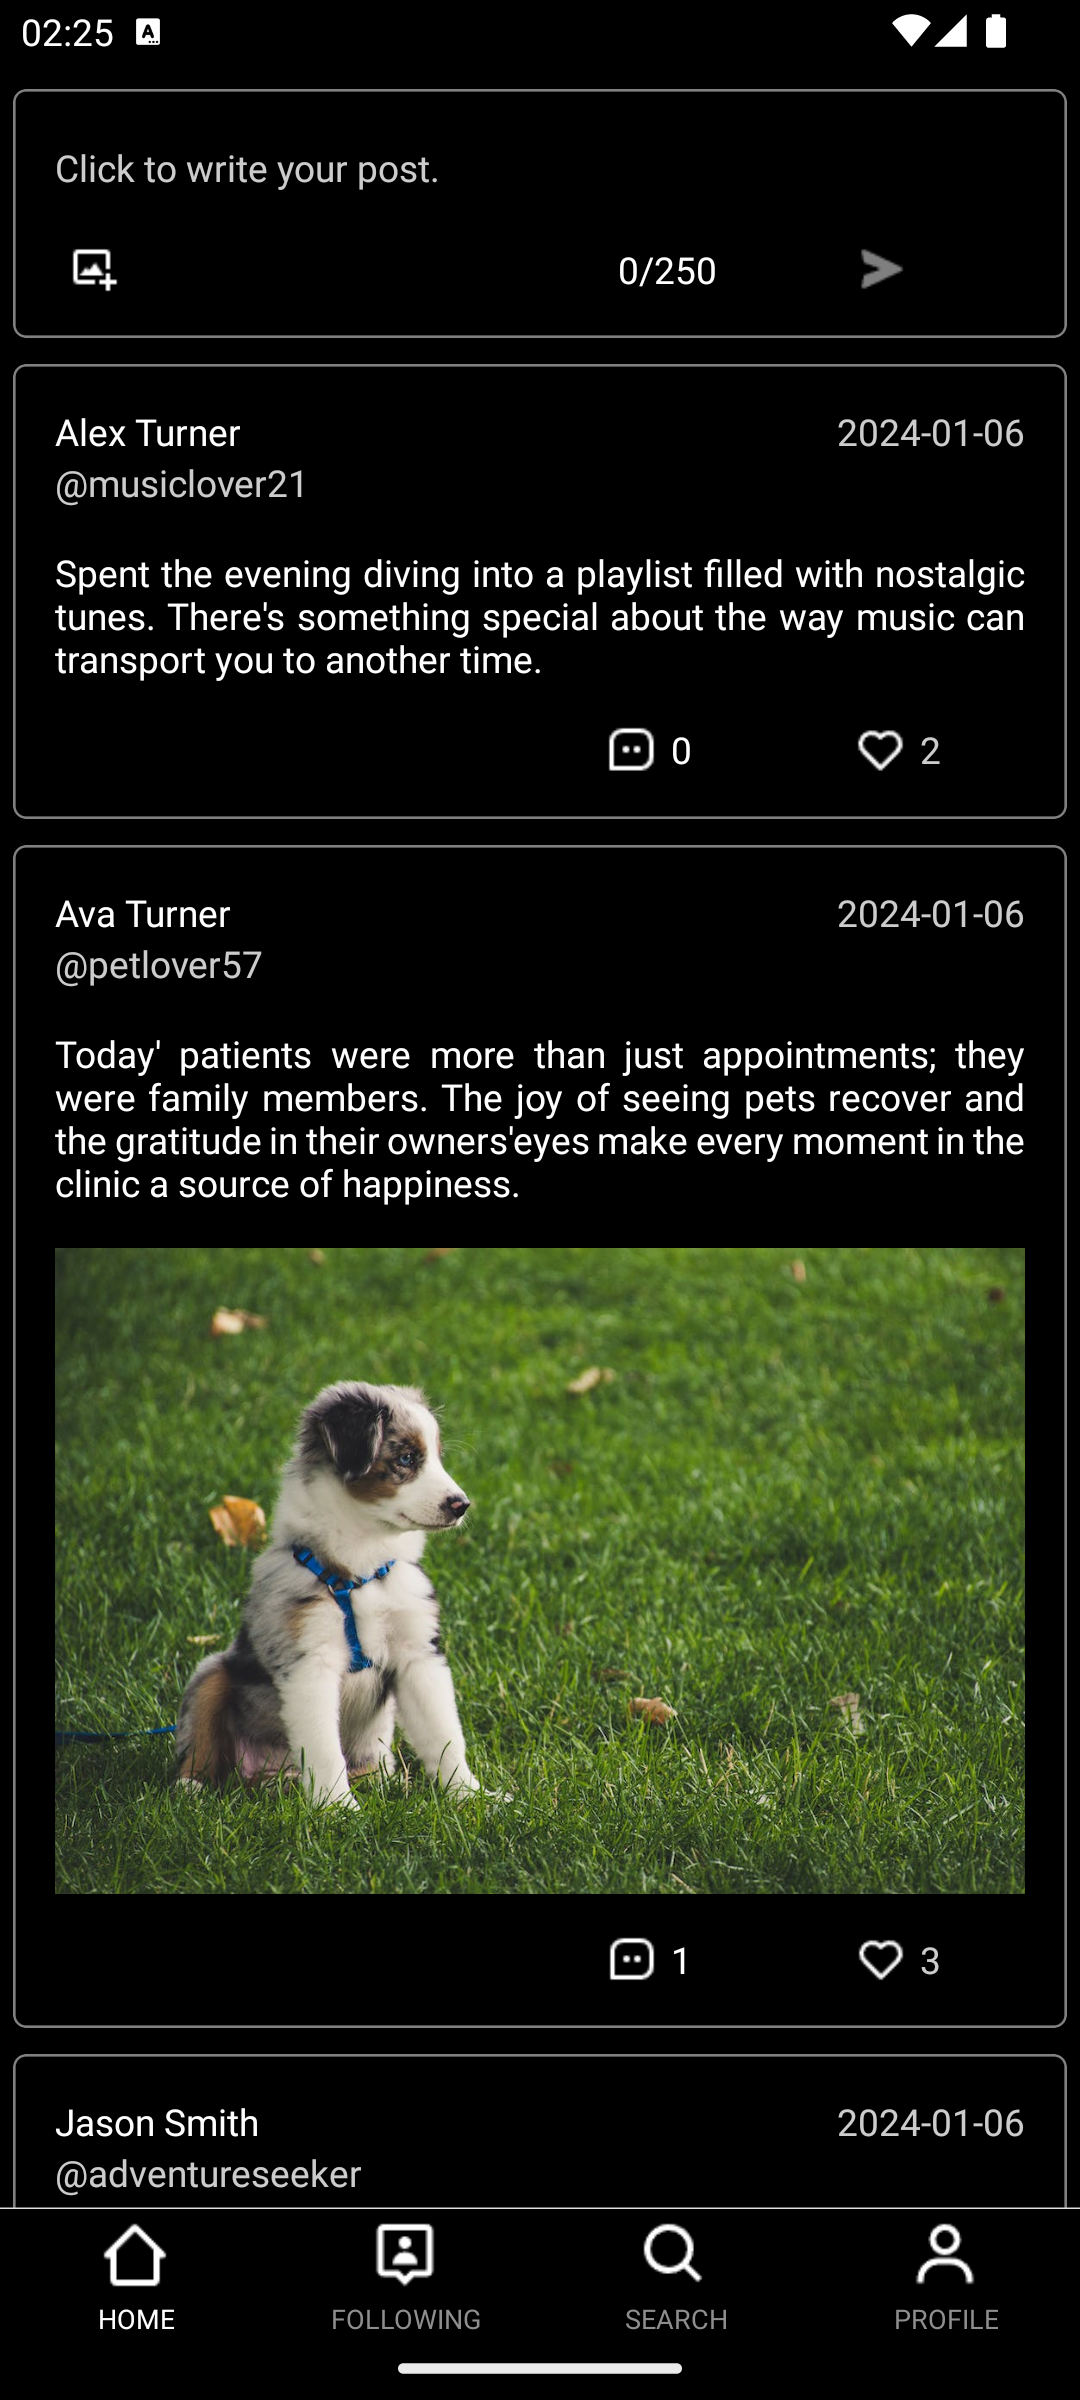 02:25
Click to write your post.
0/250
Alex Turner
2024-01-06
@musiclover21
Spent the evening diving into a playlist filled with nostalgic
tunes. There's something special about the way music can
transport you to another time.
0
2
Ava Turner
2024-01-06
@petlover57
Today' patients were more than just appointments; they
were family members. The joy of seeing pets recover and
the gratitude in their owners'eyes make every moment in the
clinic a source of happiness.
1
3
Jason Smith
2024-01-06
@adventureseeker
HOME
FOLLOWING
SEARCH
PROFILE